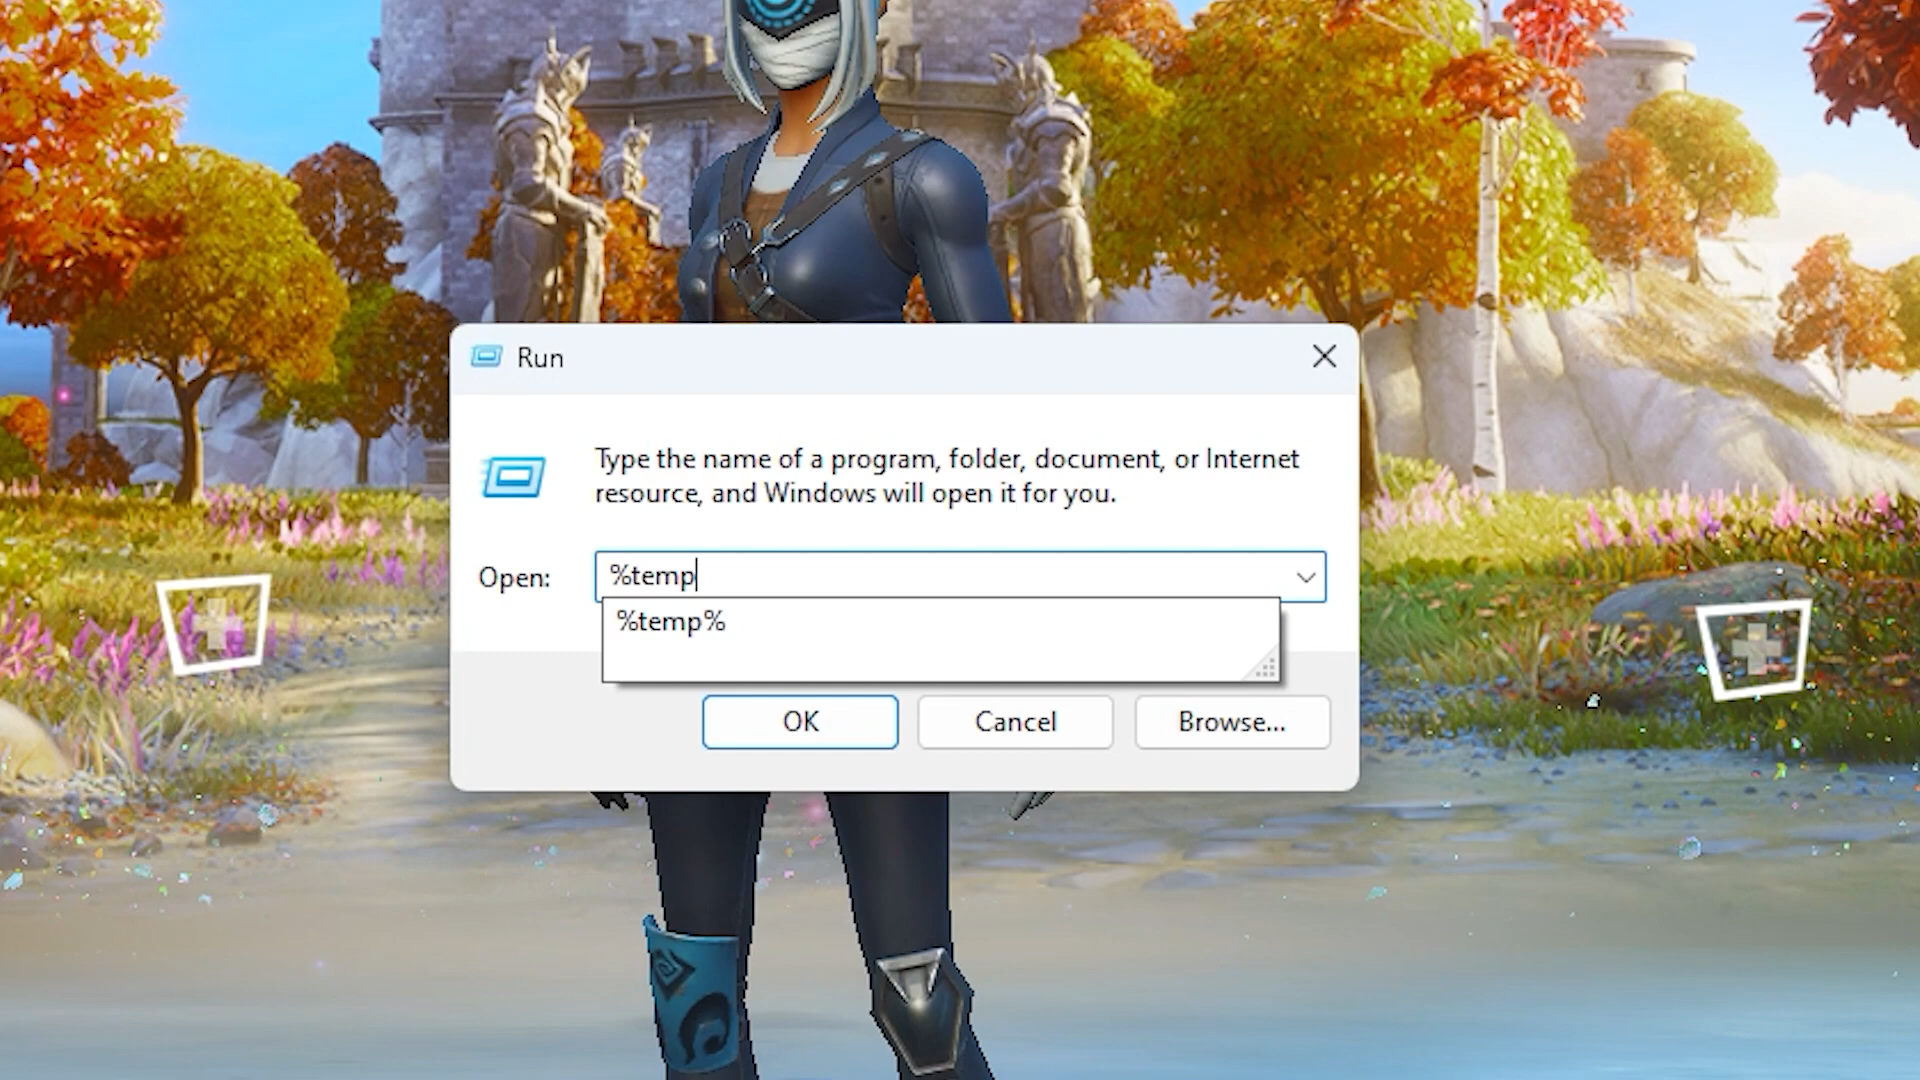 Run
Type the name of a program, folder, document, or Internet
resource, and Windows will open it for you.
Open:
%temp
%temp%
OK
Cancel
Browse...